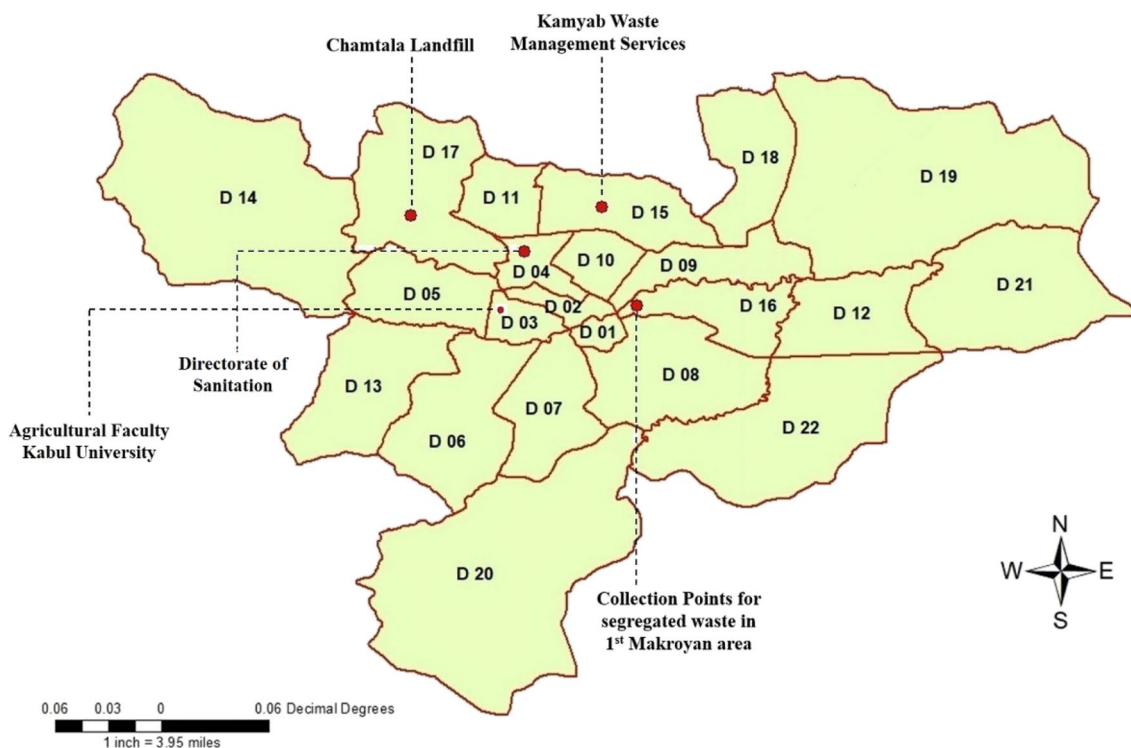 Kamyab Waste
Management Services
Chamtala Landfill
D 17
D 18
D 19
D 14
D 11
D 15
D 10
D 09
D 04
D 05
D 02
D 16
D 12
D 21
D 03
D 01
Directorate of
Sanitation
D 13
D 08
D 07
D 06
D 22
Agricultural Faculty
Kabul University
D 20
Collection Points for
segregated waste in
1st Makroyan area
N
W E
S
0.06 0.03 0 0.06 Decimal Degrees
1 inch = 3.95 miles